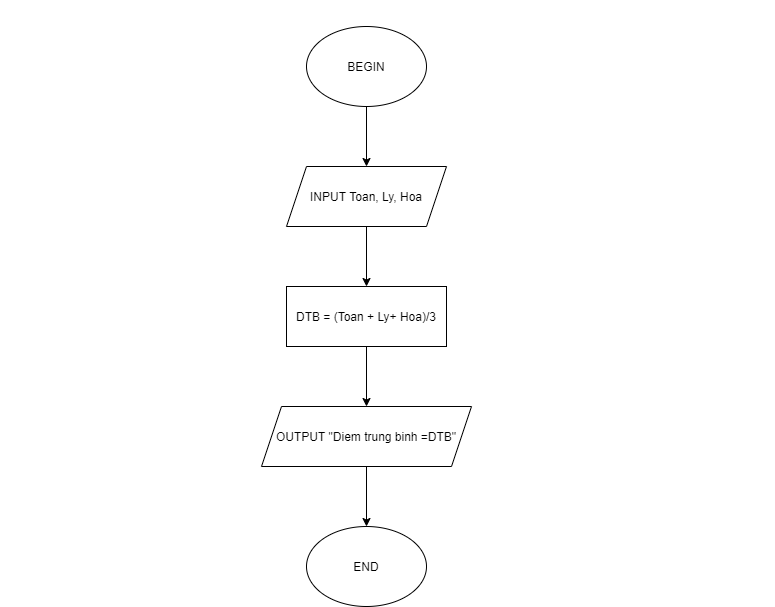 BEGIN
INPUT Toan, Ly, Hoa
DTB = (Toan + Ly+ Hoa)/3
OUTPUT "Diem trung binh =DTB"
END